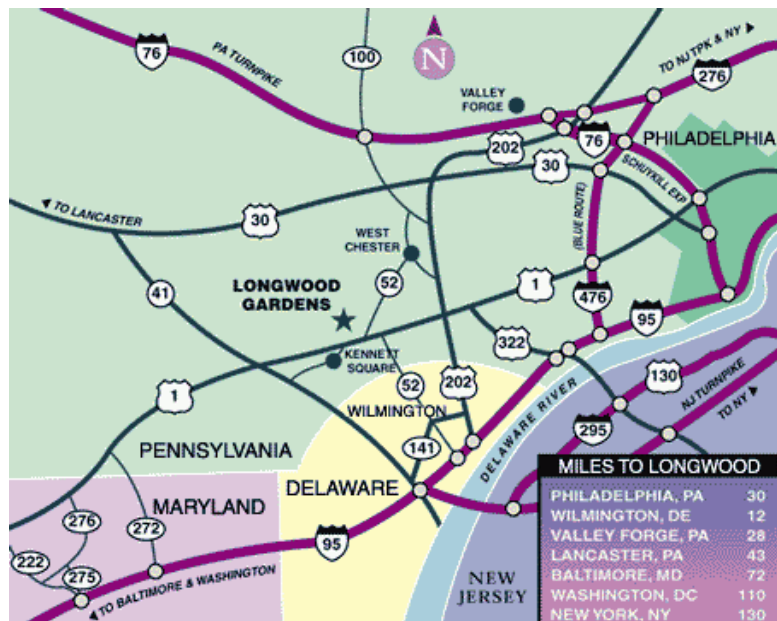 76
PA TURNPIKE
100
N
TO NJ TPK & NY
276
VALLEY
FORGE
202
76
PHILADELPHIA
30
SCHUYKILL EXP
TO LANCASTER
30
(BLUE ROUTE)
WEST
CHESTER
41
LONGWOOD
GARDENS
52
1
476
95
322
KENNETT
SQUARE
1
52
202
WILMINGTON
DELAWARE RIVER
130
NJ TURNPIKE
TO NY
295
141
PENNSYLVANIA
DELAWARE
MARYLAND
276
272
95
222
275
TO BALTIMORE & WASHINGTON
NEW
JERSEY
MILES TO LONGWOOD
PHILADELPHIA, PA 30
WILMINGTON, DE 12
VALLEY FORGE, PA 28
LANCASTER, PA 43
BALTIMORE, MD 72
WASHINGTON, DC 110
NEW YORK, NY 130